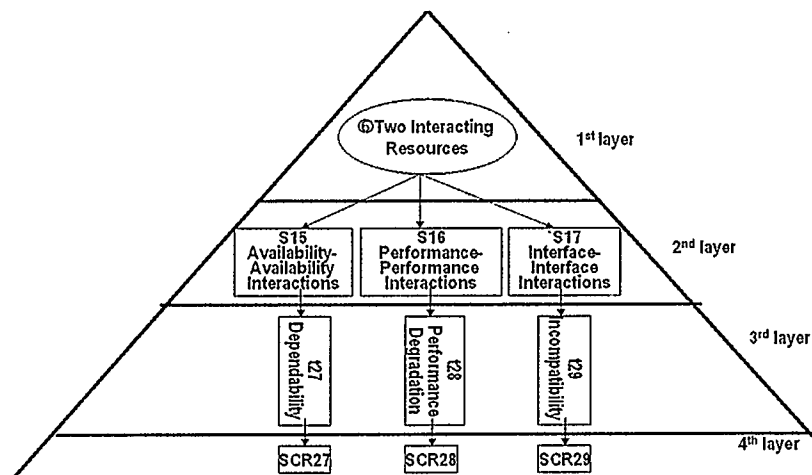 ⑥Two Interacting
Resources
1st layer
S15
Availability-
Availability
Interactions
S16
Performance-
Performance
Interactions
S17
Interface-
Interface
Interactions
2nd layer
t27
Dependability
t28
Performance
Degradation
t29
Incompatibility
3rd layer
4th layer
SCR27
SCR28
SCR29